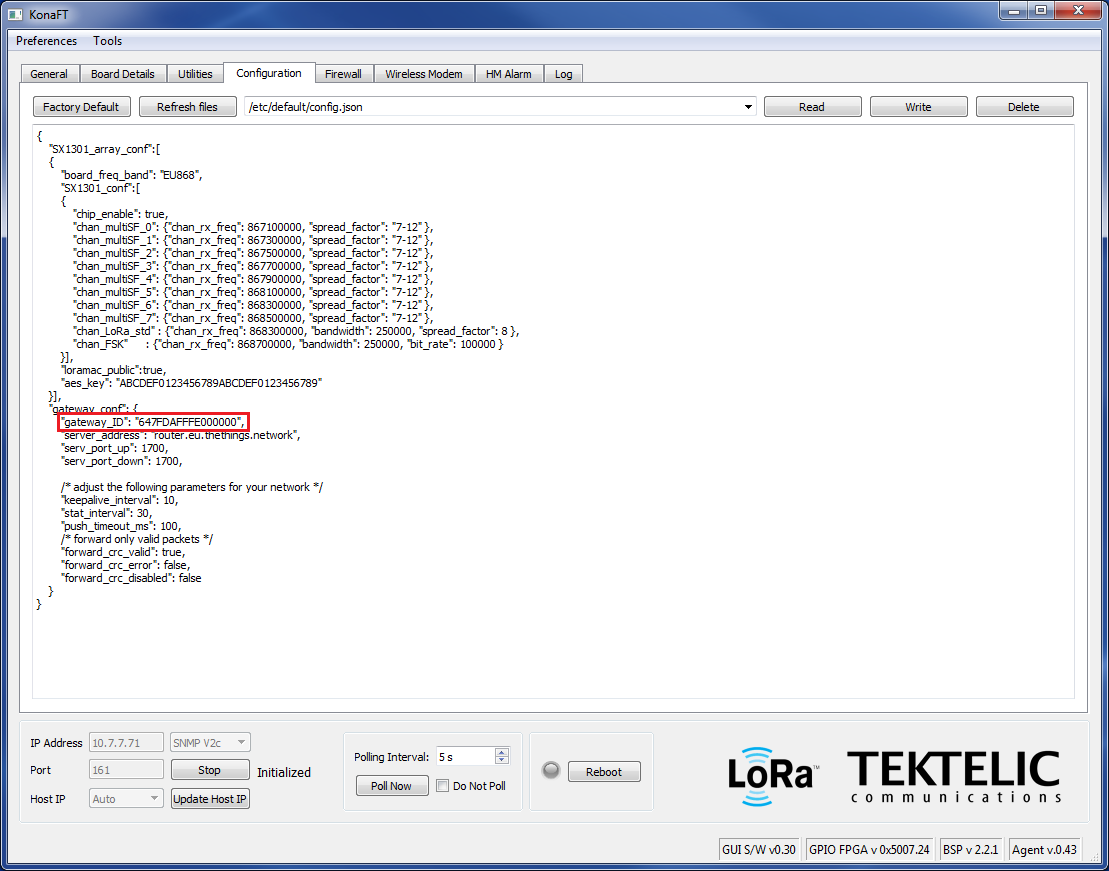 KonaFT
Preferences Tools
General Board Details Utilities Configuration Firewall Wireless Modem HM Alarm Log
Factory Default Refresh files /etc/default/config.json Read Write Delete
{
"SX1301_array_conf":[
{
"board_freq_band": "EU868",
"SX1301_conf":[
{
"chip_enable": true,
"chan_multiSF_0": {"chan_rx_freq": 867100000, "spread_factor": "7-12" },
"chan_multiSF_1": {"chan_rx_freq": 867300000, "spread_factor": "7-12" },
"chan_multiSF_2": {"chan_rx_freq": 867500000, "spread_factor": "7-12" },
"chan_multiSF_3": {"chan_rx_freq": 867700000, "spread_factor": "7-12" },
"chan_multiSF_4": {"chan_rx_freq": 867900000, "spread_factor": "7-12" },
"chan_multiSF_5": {"chan_rx_freq": 868100000, "spread_factor": "7-12" },
"chan_multiSF_6": {"chan_rx_freq": 868300000, "spread_factor": "7-12" },
"chan_multiSF_7": {"chan_rx_freq": 868500000, "spread_factor": "7-12" },
"chan_LoRa_std" : {"chan_rx_freq": 868300000, "bandwidth": 250000, "spread_factor": 8 },
"chan_FSK" : {"chan_rx_freq": 868700000, "bandwidth": 250000, "bit_rate": 100000 }
}],
"loramac_public":true,
"aes_key": "ABCDEF0123456789ABCDEF0123456789"
}],
"gateway_conf": {
"gateway_ID": "647FDAFFFE000000",
"server_address": "router.eu.thethings.network",
"serv_port_up": 1700,
"serv_port_down": 1700,
/* adjust the following parameters for your network */
"keepalive_interval": 10,
"stat_interval": 30,
"push_timeout_ms": 100,
/* forward only valid packets */
"forward_crc_valid": true,
"forward_crc_error": false,
"forward_crc_disabled": false
}
}
IP Address 10.7.7.71 SNMP V2c
Port 161 Stop Initialized
Host IP Auto Update Host IP
Polling Interval: 5 s
Poll Now Do Not Poll
Reboot
LoRa™
TEKTELIC
communications
GUI S/W v0.30 GPIO FPGA v 0x5007.24 BSP v 2.2.1 Agent v.0.43